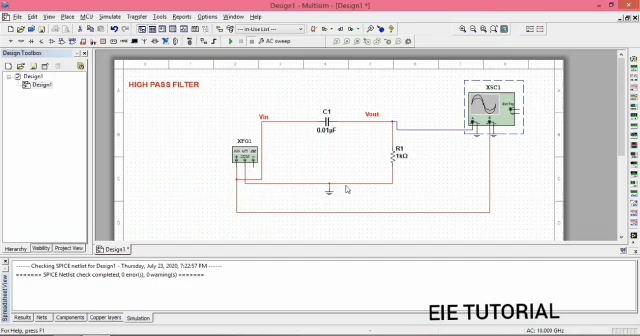 Design1 - Multisim - [Design1 *]
File Edit View Place MCU Simulate Transfer Tools Reports Options Window Help
--- In-Use List ---
AC sweep
Design Toolbox
Design1
Design1
HIGH PASS FILTER
XSC1
C1
Vin
Vout
0.01µF
XFG1
R1
1kΩ
Hierarchy Visibility Project View
Design1 *
------ Checking SPICE netlist for Design1 - Thursday, July 23, 2020, 7:22:57 PM ------
======= SPICE Netlist check completed, 0 error(s), 0 warning(s) =======
Spreadsheet View
Results Nets Components Copper layers Simulation
EIE TUTORIAL
For Help, press F1
AC: 10.000 GHz